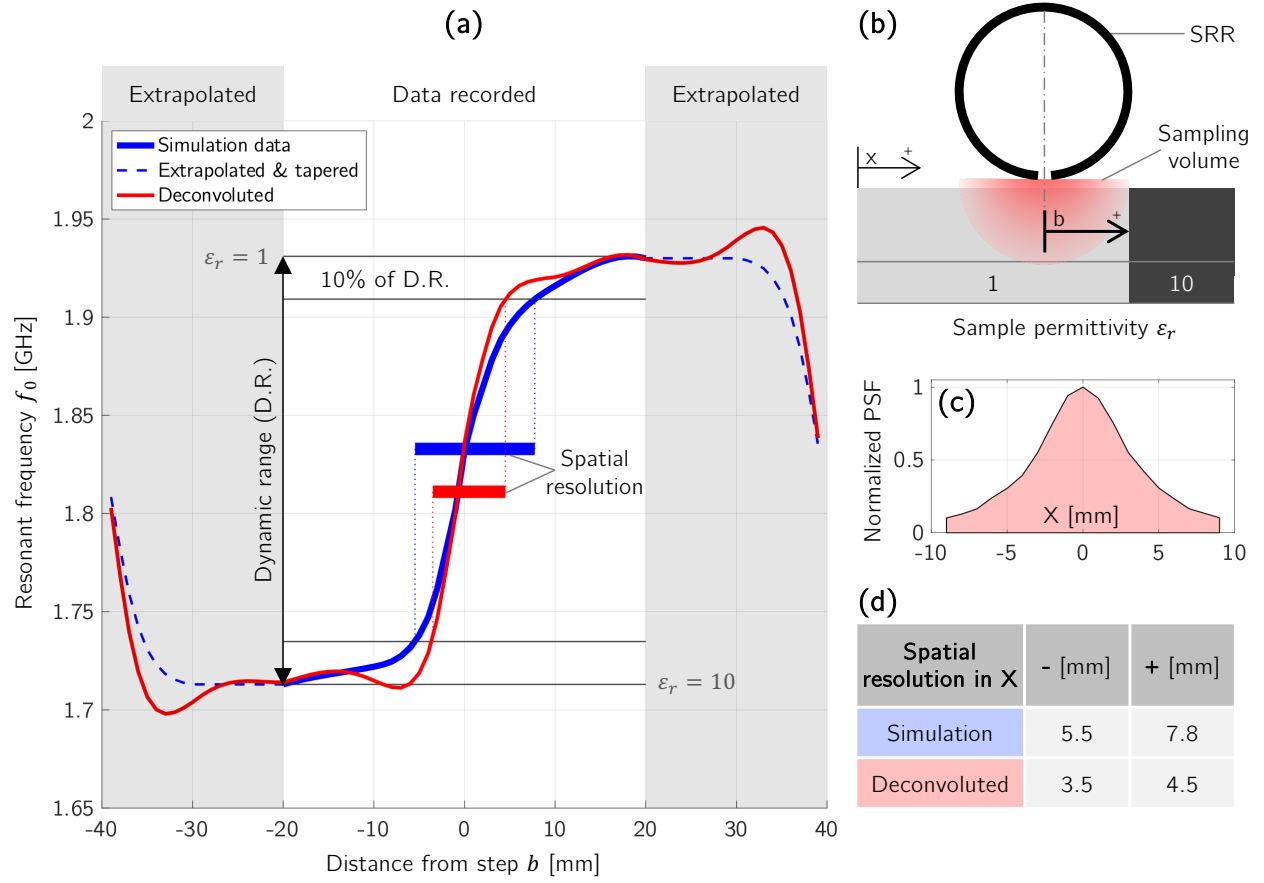 (a)
Extrapolated
Data recorded
Extrapolated
2
1.95
1.9
1.85
1.8
1.75
1.7
1.65
Resonant frequency f₀ [GHz]
Simulation data
Extrapolated & tapered
Deconvoluted
εᵣ = 1
10% of D.R.
Dynamic range (D.R.)
Spatial
resolution
εᵣ = 10
-40
-30
-20
-10
0
10
20
30
40
Distance from step b [mm]
(b)
SRR
Sampling
volume
x
+
b
+
1
10
Sample permittivity εᵣ
(c)
Normalized PSF
1
0.5
0
X [mm]
-10
-5
0
5
10
(d)
Spatial
resolution in X
- [mm]
+ [mm]
Simulation
5.5
7.8
Deconvoluted
3.5
4.5